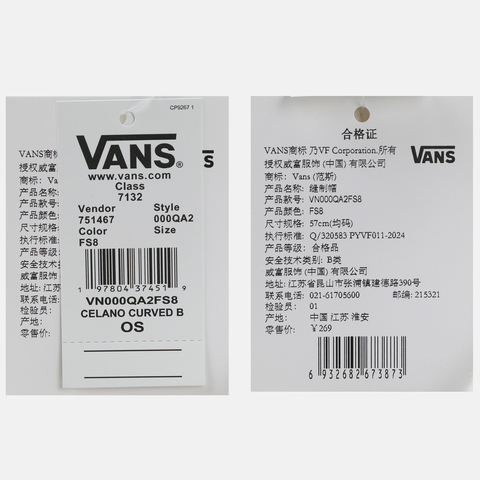 CP9267 1
VANS
www.vans.com
Class
7132
Vendor Style
751467 000QA2
Color Size
FS8
1 97804 37451 9
VN000QA2FS8
CELANO CURVED B
OS
VANS商标
授权威富服饰
商标: Va
产品名称:
产品款号:
产品颜色:
尺寸规格:
执行标准:
产品等级:
安全技术类
威富服饰(中
地址: 江苏
联系电话:
检验员:
产地:
零售价:
S
合格证
VANS商标 乃VF Corporation.所有
授权威富服饰 (中国) 有限公司
VANS
商标: Vans (范斯)
产品名称: 缝制帽
产品款号: VN000QA2FS8
产品颜色: FS8
尺寸规格: 57cm(均码)
执行标准: Q/320583 PYVF011-2024
产品等级: 合格品
安全技术类别: B类
威富服饰(中国) 有限公司
地址: 江苏省昆山市张浦镇建德路390号
联系电话: 021-61705600 邮编: 215321
检验员: 01
产地: 中国 江苏 淮安
零售价: ￥269
6 932682 673873